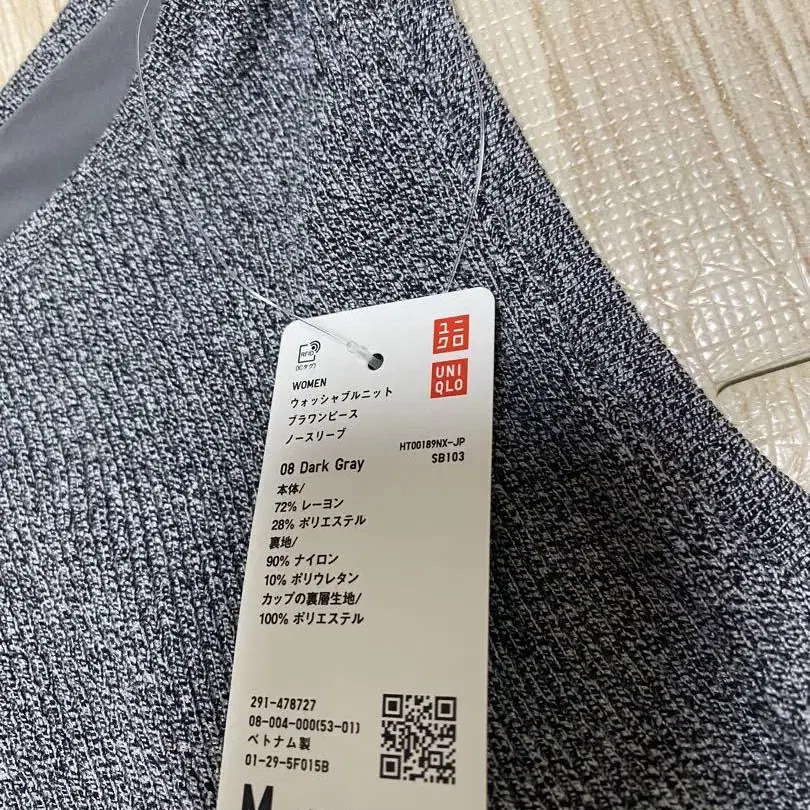 ユニ
クロ
UNI
QLO
RFID
(ICタグ)
WOMEN
ウォッシャブルニット
ブラワンピース
ノースリーブ
HT00189NX-JP
SB103
08 Dark Gray
本体/
72% レーヨン
28% ポリエステル
裏地/
90% ナイロン
10% ポリウレタン
カップの裏層生地/
100% ポリエステル
291-478727
08-004-000(53-01)
ベトナム製
01-29-5F015B
M